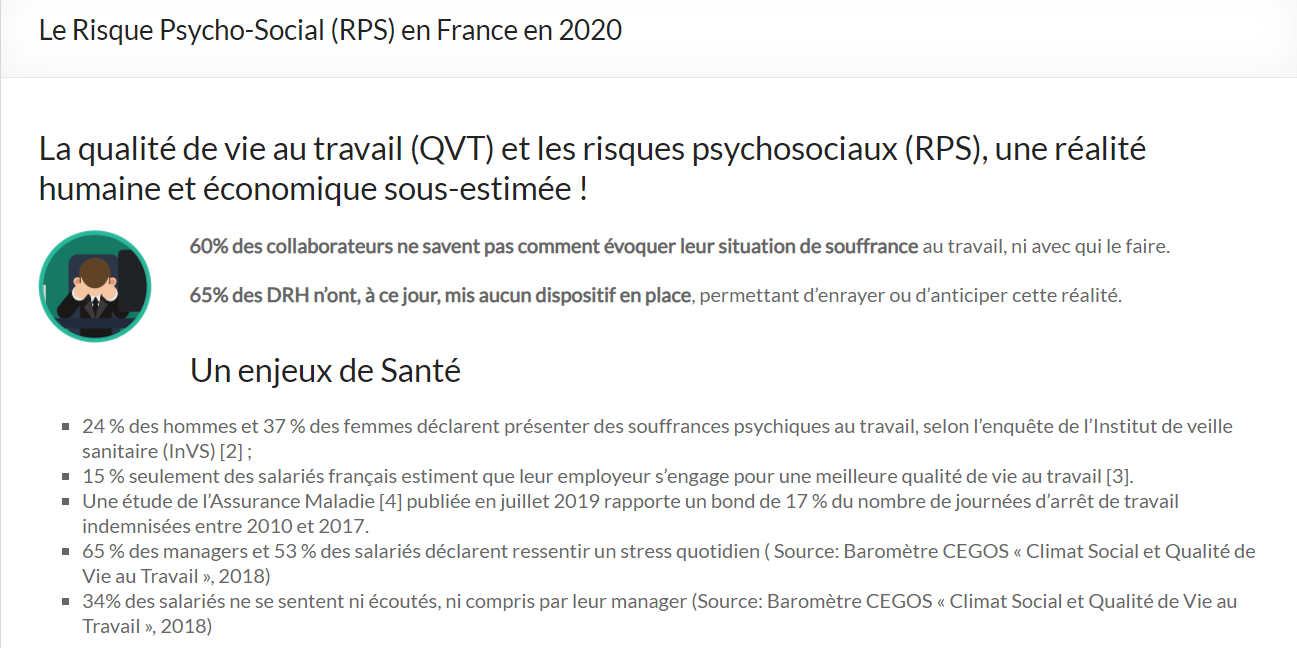 Le Risque Psycho-Social (RPS) en France en 2020
La qualité de vie au travail (QVT) et les risques psychosociaux (RPS), une réalité
humaine et économique sous-estimée !
60% des collaborateurs ne savent pas comment évoquer leur situation de souffrance au travail, ni avec qui le faire.
65% des DRH n’ont, à ce jour, mis aucun dispositif en place, permettant d’enrayer ou d’anticiper cette réalité.
Un enjeux de Santé
▪ 24 % des hommes et 37 % des femmes déclarent présenter des souffrances psychiques au travail, selon l’enquête de l’Institut de veille
sanitaire (InVS) [2] ;
▪ 15 % seulement des salariés français estiment que leur employeur s’engage pour une meilleure qualité de vie au travail [3].
▪ Une étude de l’Assurance Maladie [4] publiée en juillet 2019 rapporte un bond de 17 % du nombre de journées d’arrêt de travail
indemnisées entre 2010 et 2017.
▪ 65 % des managers et 53 % des salariés déclarent ressentir un stress quotidien ( Source: Baromètre CEGOS « Climat Social et Qualité de
Vie au Travail », 2018)
▪ 34% des salariés ne se sentent ni écoutés, ni compris par leur manager (Source: Baromètre CEGOS « Climat Social et Qualité de Vie au
Travail », 2018)